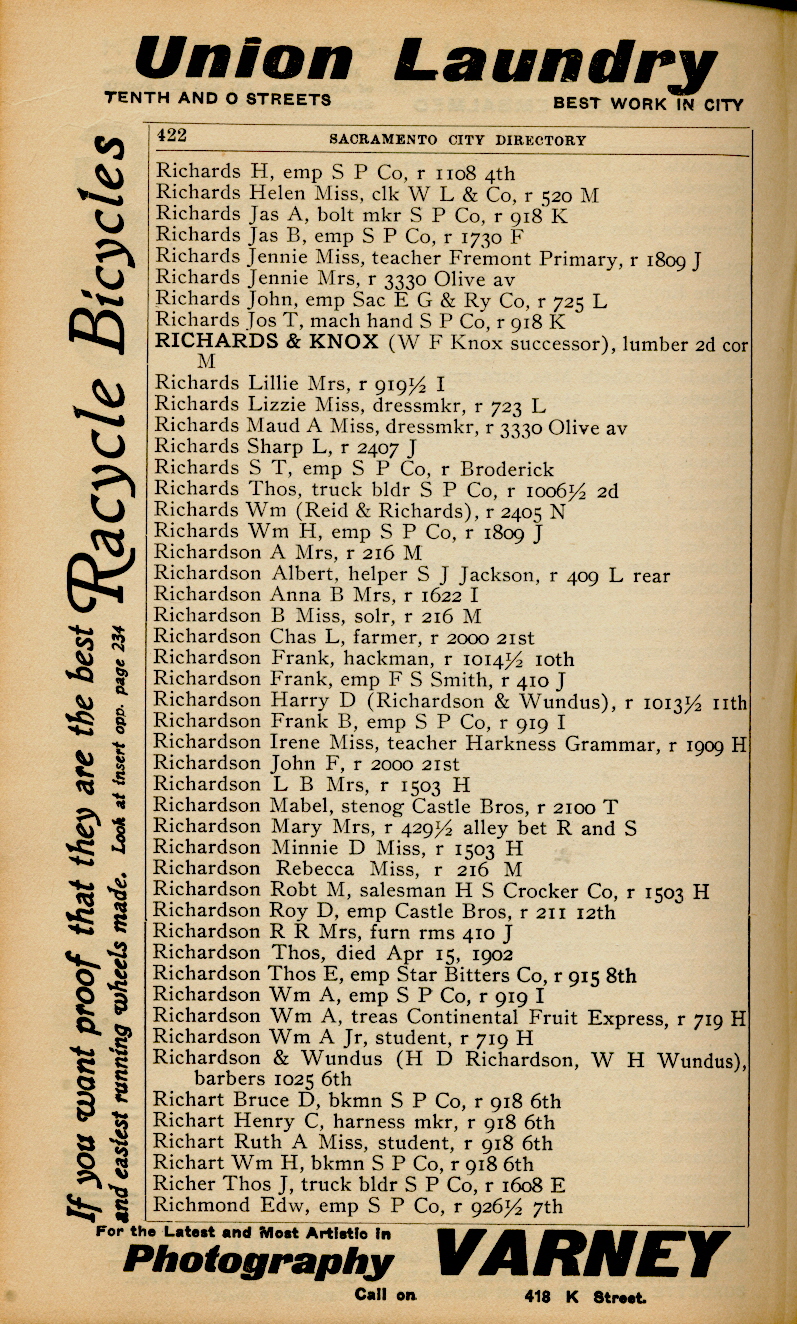 Union Laundry
TENTH AND O STREETS BEST WORK IN CITY
422 SACRAMENTO CITY DIRECTORY
Richards H, emp S P Co, r 1108 4th
Richards Helen Miss, clk W L & Co, r 520 M
Richards Jas A, bolt mkr S P Co, r 918 K
Richards Jas B, emp S P Co, r 1730 F
Richards Jennie Miss, teacher Fremont Primary, r 1809 J
Richards Jennie Mrs, r 3330 Olive av
Richards John, emp Sac E G & Ry Co, r 725 L
Richards Jos T, mach hand S P Co, r 918 K
RICHARDS & KNOX (W F Knox successor), lumber 2d cor
M
Richards Lillie Mrs, r 919½ I
Richards Lizzie Miss, dressmkr, r 723 L
Richards Maud A Miss, dressmkr, r 3330 Olive av
Richards Sharp L, r 2407 J
Richards S T, emp S P Co, r Broderick
Richards Thos, truck bldr S P Co, r 1006½ 2d
Richards Wm (Reid & Richards), r 2405 N
Richards Wm H, emp S P Co, r 1809 J
Richardson A Mrs, r 216 M
Richardson Albert, helper S J Jackson, r 409 L rear
Richardson Anna B Mrs, r 1622 I
Richardson B Miss, solr, r 216 M
Richardson Chas L, farmer, r 2000 21st
Richardson Frank, hackman, r 1014½ 10th
Richardson Frank, emp F S Smith, r 410 J
Richardson Harry D (Richardson & Wundus), r 1013½ 11th
Richardson Frank B, emp S P Co, r 919 I
Richardson Irene Miss, teacher Harkness Grammar, r 1909 H
Richardson John F, r 2000 21st
Richardson L B Mrs, r 1503 H
Richardson Mabel, stenog Castle Bros, r 2100 T
Richardson Mary Mrs, r 429½ alley bet R and S
Richardson Minnie D Miss, r 1503 H
Richardson Rebecca Miss, r 216 M
Richardson Robt M, salesman H S Crocker Co, r 1503 H
Richardson Roy D, emp Castle Bros, r 211 12th
Richardson R R Mrs, furn rms 410 J
Richardson Thos, died Apr 15, 1902
Richardson Thos E, emp Star Bitters Co, r 915 8th
Richardson Wm A, emp S P Co, r 919 I
Richardson Wm A, treas Continental Fruit Express, r 719 H
Richardson Wm A Jr, student, r 719 H
Richardson & Wundus (H D Richardson, W H Wundus),
barbers 1025 6th
Richart Bruce D, bkmn S P Co, r 918 6th
Richart Henry C, harness mkr, r 918 6th
Richart Ruth A Miss, student, r 918 6th
Richart Wm H, bkmn S P Co, r 918 6th
Richer Thos J, truck bldr S P Co, r 1608 E
Richmond Edw, emp S P Co, r 926½ 7th
If you want proof that they are the best Racycle Bicycles
and easiest running wheels made. Look at insert opp. page 234
For the Latest and Most Artistic in
Photography VARNEY
Call on 418 K Street.